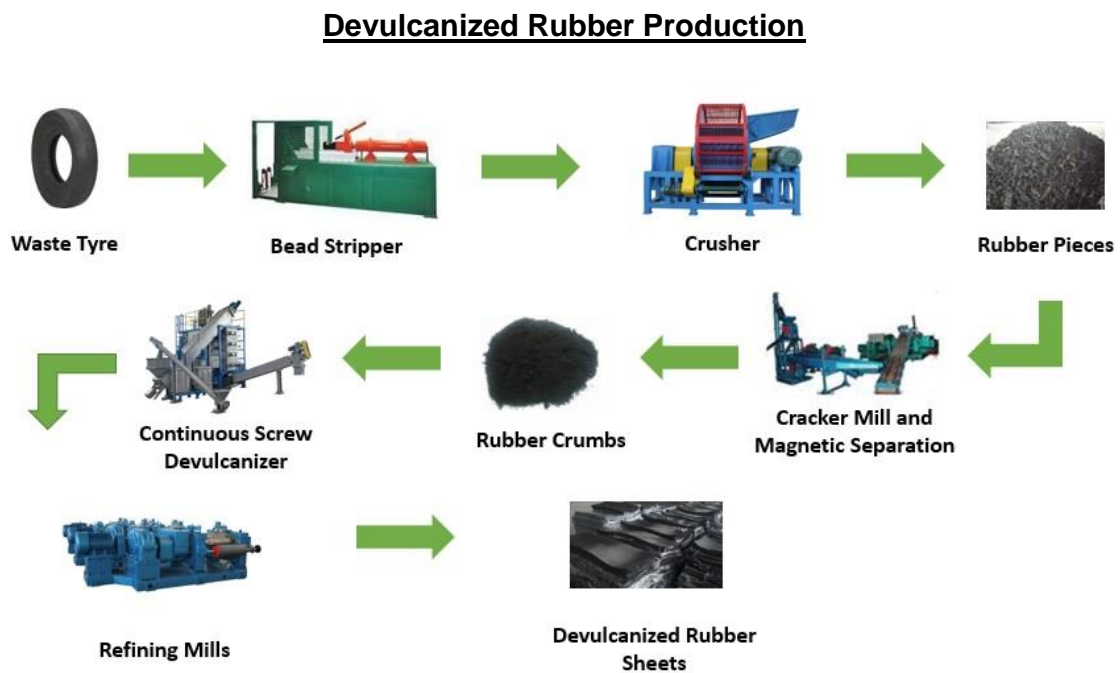 Devulcanized Rubber Production
Waste Tyre
Bead Stripper
Crusher
Rubber Pieces
Cracker Mill and
Magnetic Separation
Rubber Crumbs
Continuous Screw
Devulcanizer
Refining Mills
Devulcanized Rubber
Sheets